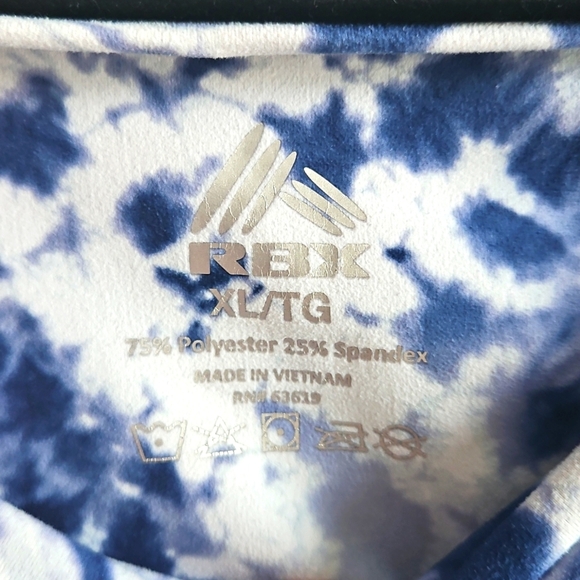 RBX
XL/TG
75% Polyester 25% Spandex
MADE IN VIETNAM
RN# 63619